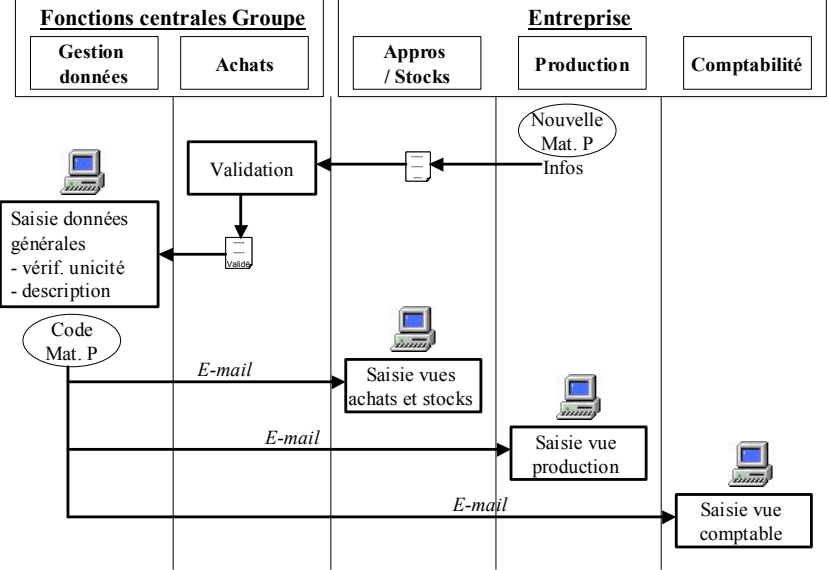 Fonctions centrales Groupe
Entreprise
Gestion
données
Achats
Appros
/ Stocks
Production
Comptabilité
Nouvelle
Mat. P
Infos
Validation
Validé
Saisie données
générales
- vérif. unicité
- description
Code
Mat. P
E-mail
Saisie vues
achats et stocks
E-mail
Saisie vue
production
E-mail
Saisie vue
comptable